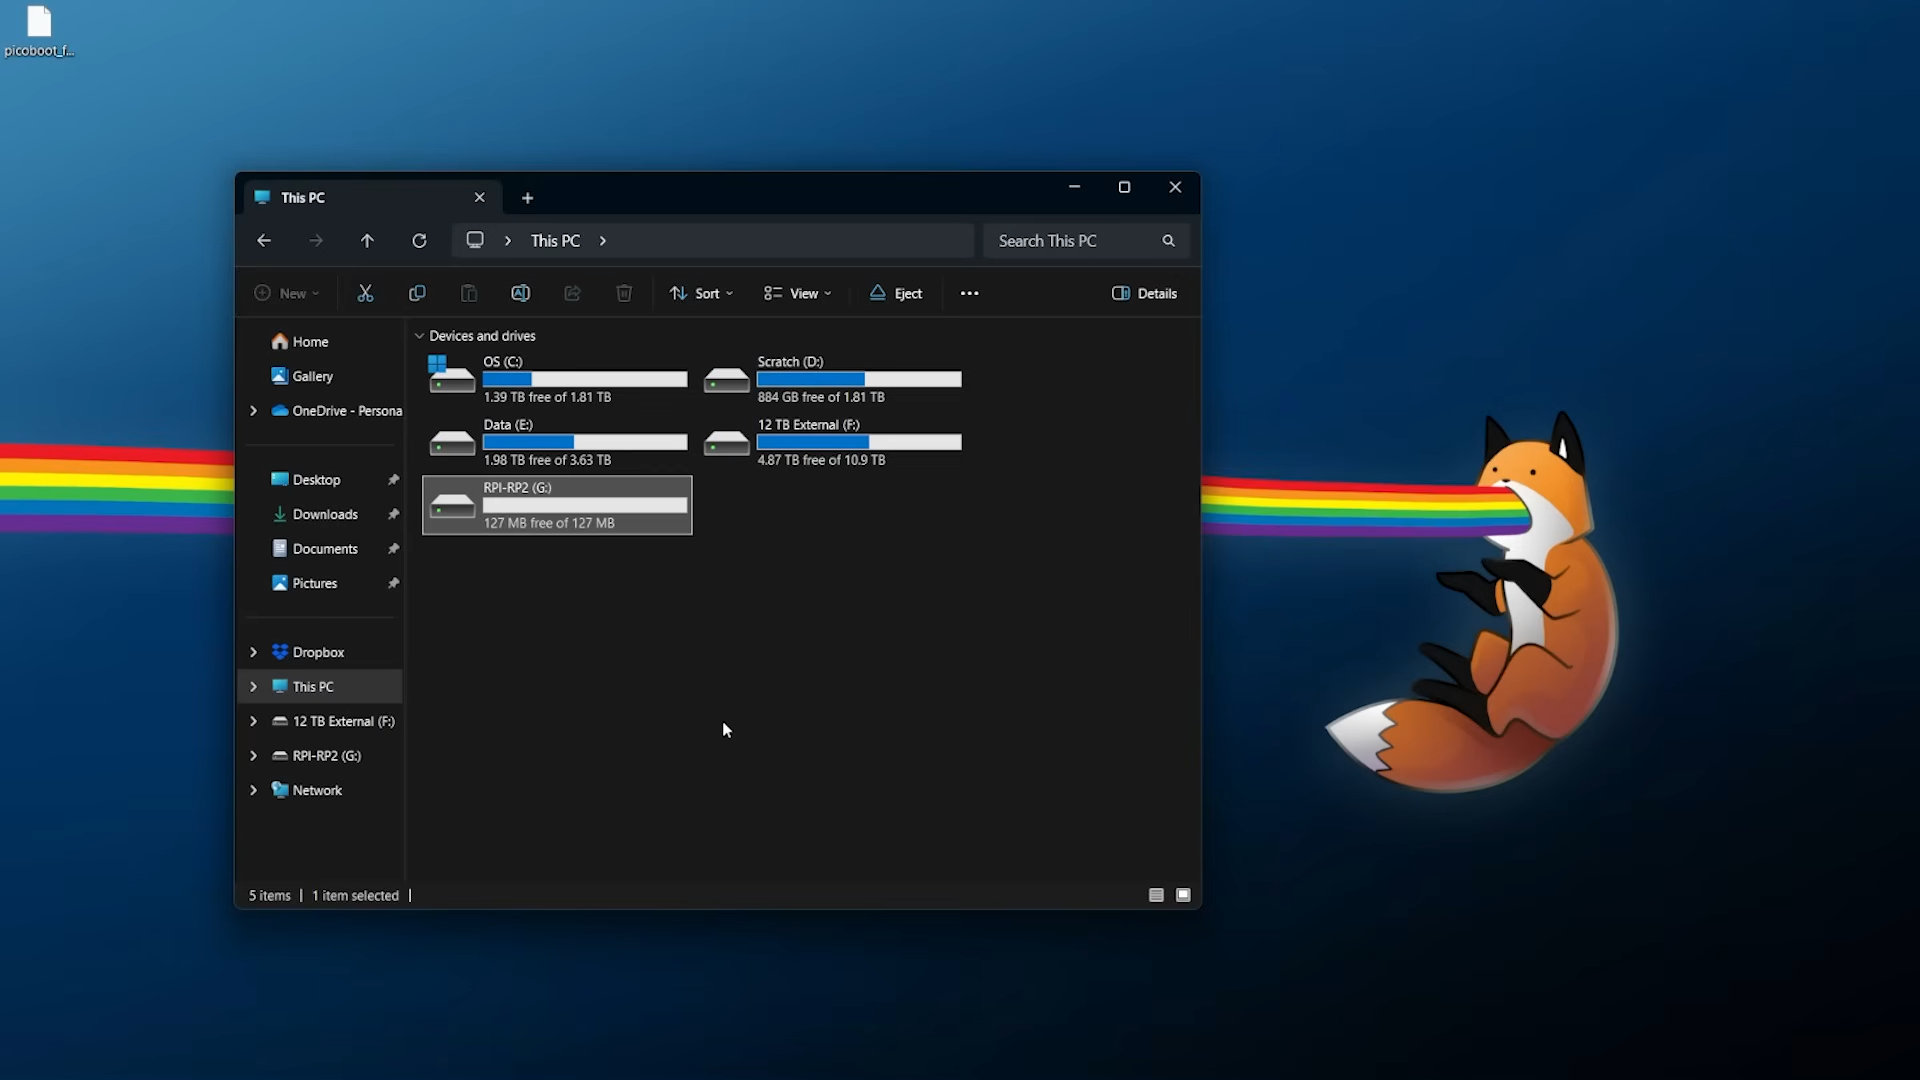 picoboot_f...
This PC
This PC
Search This PC
New
Sort
View
Eject
Details
Home
Gallery
OneDrive - Persona
Desktop
Downloads
Documents
Pictures
Dropbox
This PC
12 TB External (F:)
RPI-RP2 (G:)
Network
Devices and drives
OS (C:)
1.39 TB free of 1.81 TB
Scratch (D:)
884 GB free of 1.81 TB
Data (E:)
1.98 TB free of 3.63 TB
12 TB External (F:)
4.87 TB free of 10.9 TB
RPI-RP2 (G:)
127 MB free of 127 MB
5 items
1 item selected